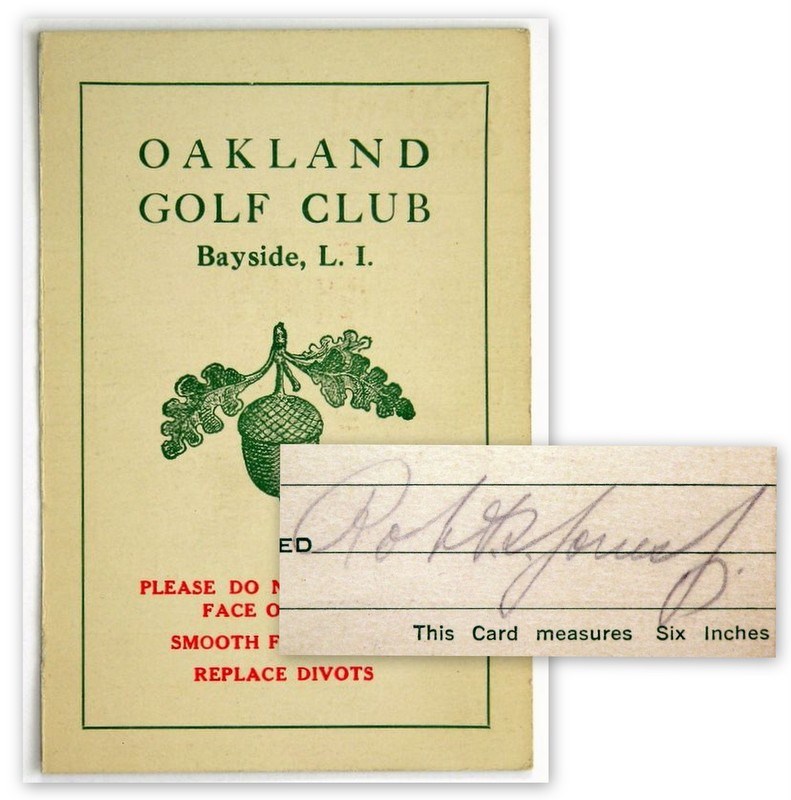 OAKLAND
GOLF CLUB
Bayside, L. I.
PLEASE DO
FACE
SMOOTH
REPLACE DIVOTS
ED Robt. T. Jones Jr.
This Card measures Six Inches